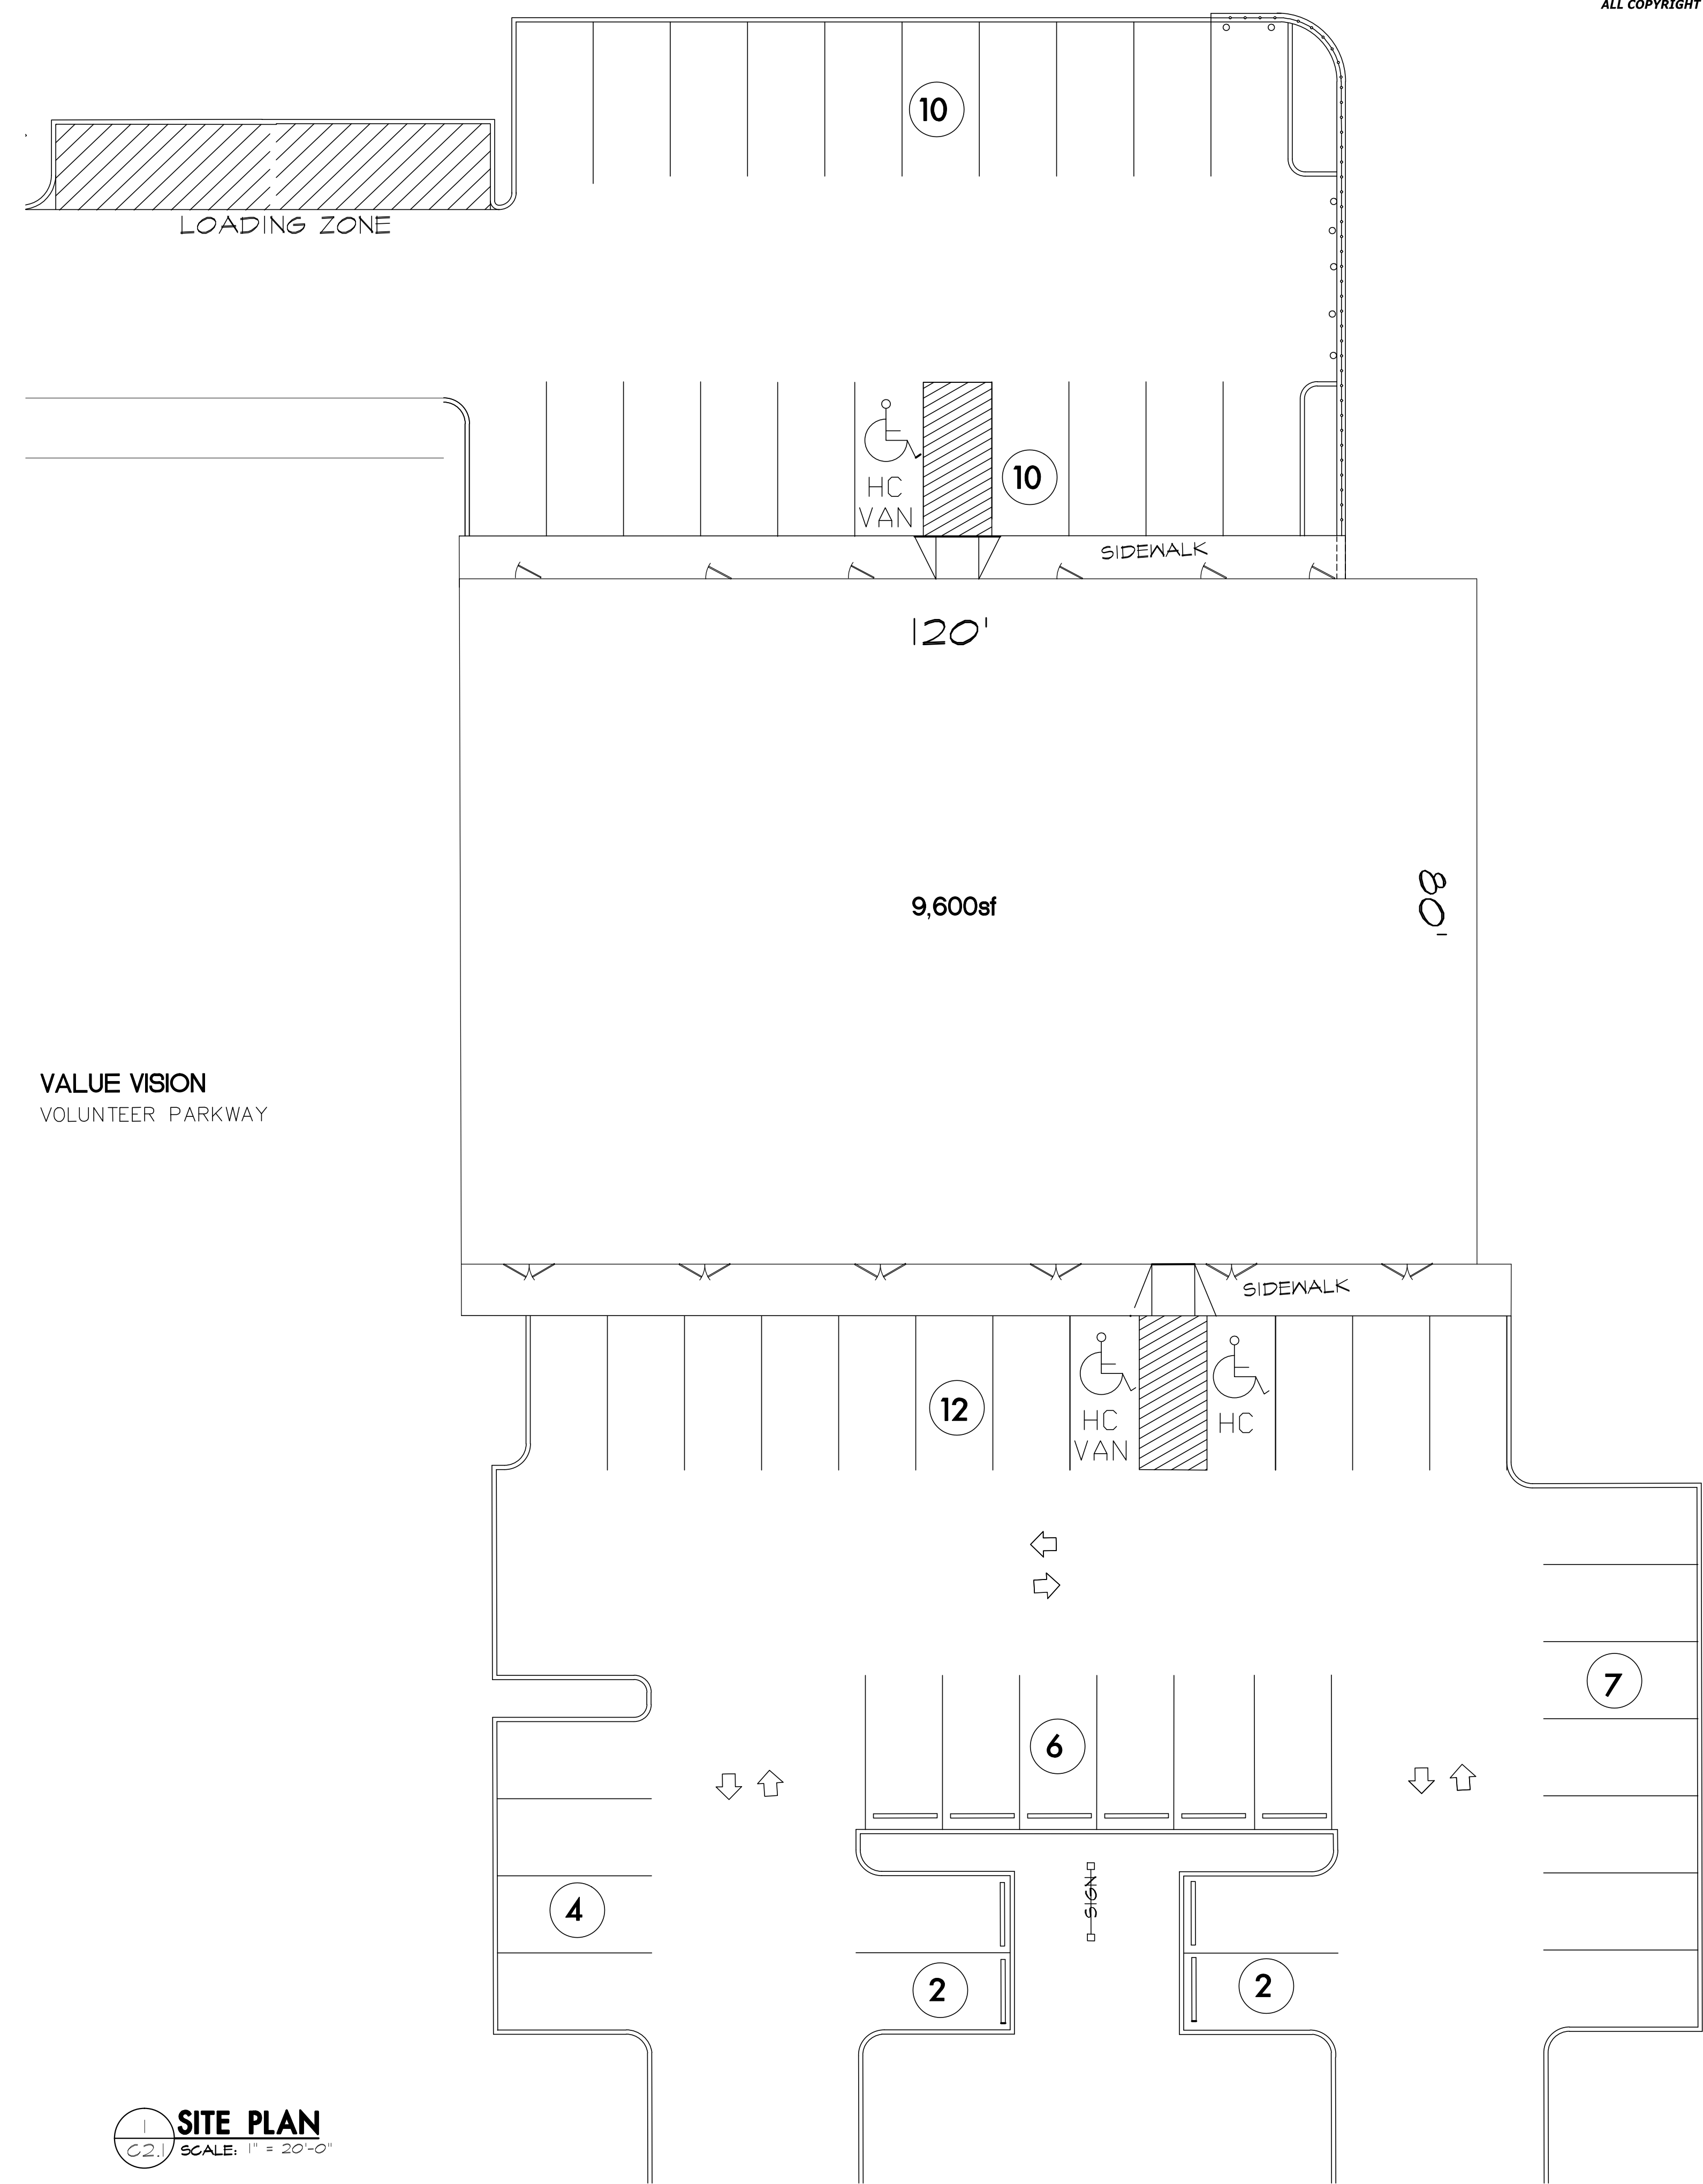 ALL COPYRIGHT
10
LOADING ZONE
HC
VAN
10
SIDEWALK
120'
80'
9,600sf
VALUE VISION
VOLUNTEER PARKWAY
SIDEWALK
12
HC
VAN
HC
7
6
SIGN
4
2
2
1
C2.1
SITE PLAN
SCALE: 1" = 20'-0"